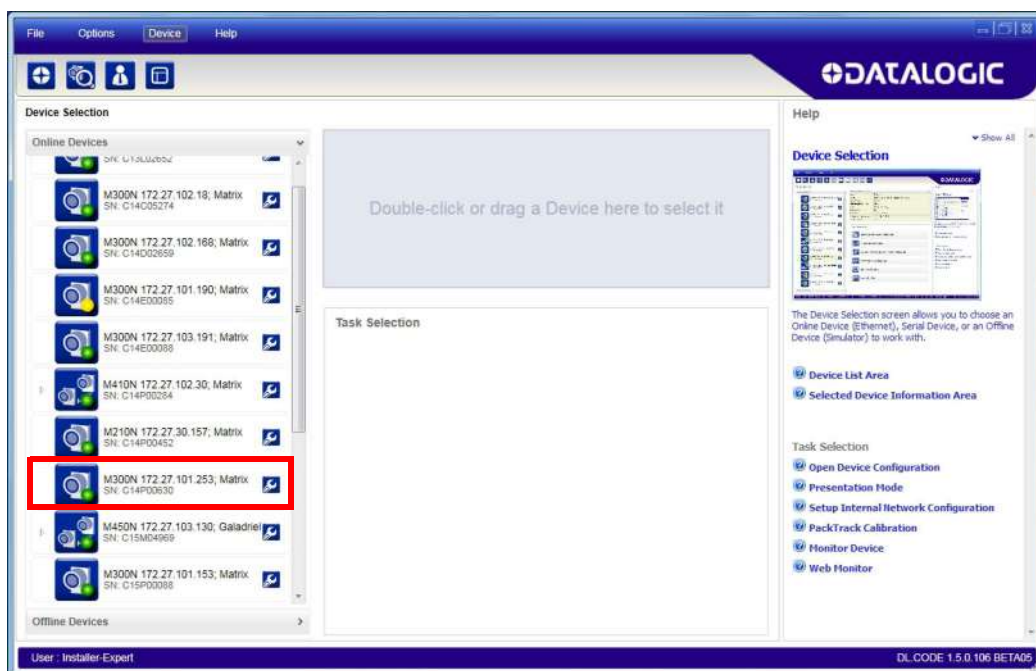 File Options Device Help
DATALOGIC
Device Selection
Online Devices
SN: C13L02652
M300N 172.27.102.18; Matrix
SN: C14C05274
M300N 172.27.102.168; Matrix
SN: C14D02659
M300N 172.27.101.190; Matrix
SN: C14E00085
M300N 172.27.103.191; Matrix
SN: C14E00088
M410N 172.27.102.30; Matrix
SN: C14P00284
M210N 172.27.30.157; Matrix
SN: C14P00452
M300N 172.27.101.253; Matrix
SN: C14P00630
M450N 172.27.103.130; Galadriel
SN: C15M04969
M300N 172.27.101.153; Matrix
SN: C15P00088
Offline Devices
Double-click or drag a Device here to select it
Task Selection
Help
Show All
Device Selection
The Device Selection screen allows you to choose an
Online Device (Ethernet), Serial Device, or an Offline
Device (Simulator) to work with.
Device List Area
Selected Device Information Area
Task Selection
Open Device Configuration
Presentation Mode
Setup Internal Network Configuration
PackTrack Calibration
Monitor Device
Web Monitor
User : Installer-Expert
DL.CODE 1.5.0.106 BETA05